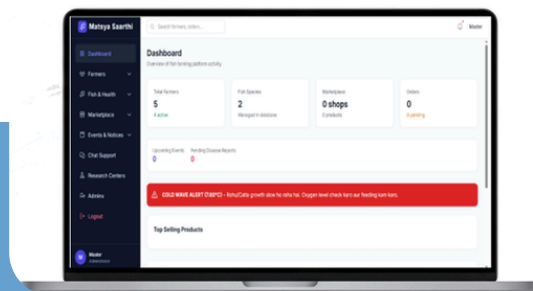 Matsya Saarthi
Search farmers, orders...
Master
Dashboard
Farmers
Fish & Health
Marketplace
Events & Notices
Chat Support
Research Centers
Admins
Logout
Master
Administrator
Dashboard
Overview of fish farming platform activity
Total Farmers
5
4 active
Fish Species
2
Managed in database
Marketplace
0 shops
0 products
Orders
0
0 pending
Upcoming Events
0
Pending Disease Reports
0
COLD WAVE ALERT (7.60°C) - Rohu/Catla growth slow ho raha hai. Oxygen level check karo aur feeding kam karo.
Top Selling Products